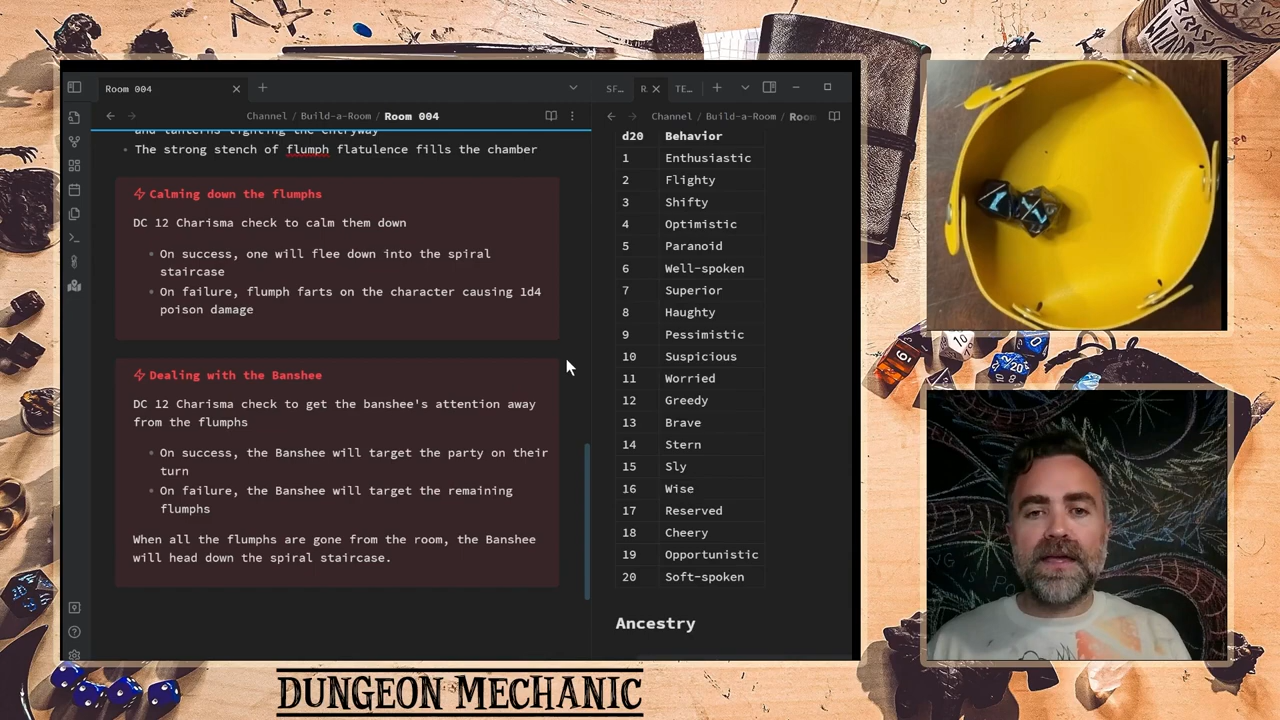 Room 004
SF...
R.
TE...
Channel / Build-a-Room / Room 004
Channel / Build-a-Room / Room
and lanterns lighting the entryway
The strong stench of flumph flatulence fills the chamber
Calming down the flumphs
DC 12 Charisma check to calm them down
On success, one will flee down into the spiral
staircase
On failure, flumph farts on the character causing 1d4
poison damage
Dealing with the Banshee
DC 12 Charisma check to get the banshee's attention away
from the flumphs
On success, the Banshee will target the party on their
turn
On failure, the Banshee will target the remaining
flumphs
When all the flumphs are gone from the room, the Banshee
will head down the spiral staircase.
d20 Behavior
1 Enthusiastic
2 Flighty
3 Shifty
4 Optimistic
5 Paranoid
6 Well-spoken
7 Superior
8 Haughty
9 Pessimistic
10 Suspicious
11 Worried
12 Greedy
13 Brave
14 Stern
15 Sly
16 Wise
17 Reserved
18 Cheery
19 Opportunistic
20 Soft-spoken
Ancestry
DUNGEON MECHANIC